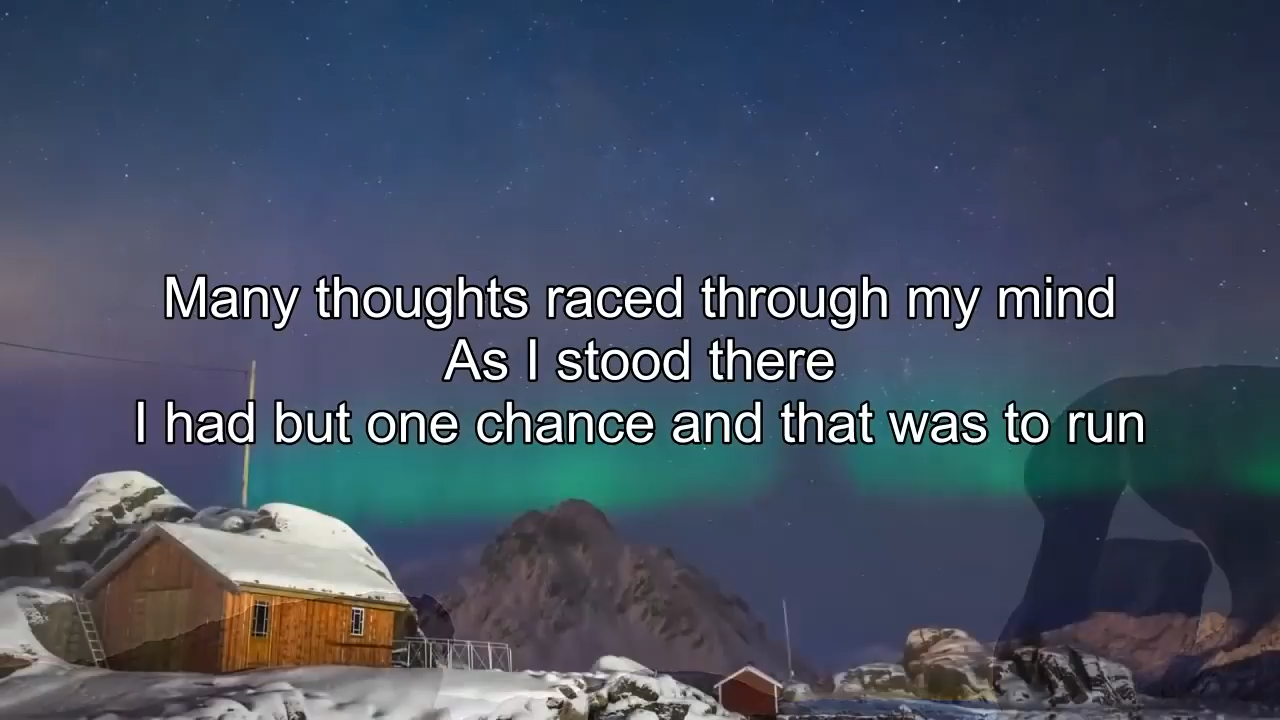 Many thoughts raced through my mind
As I stood there
I had but one chance and that was to run